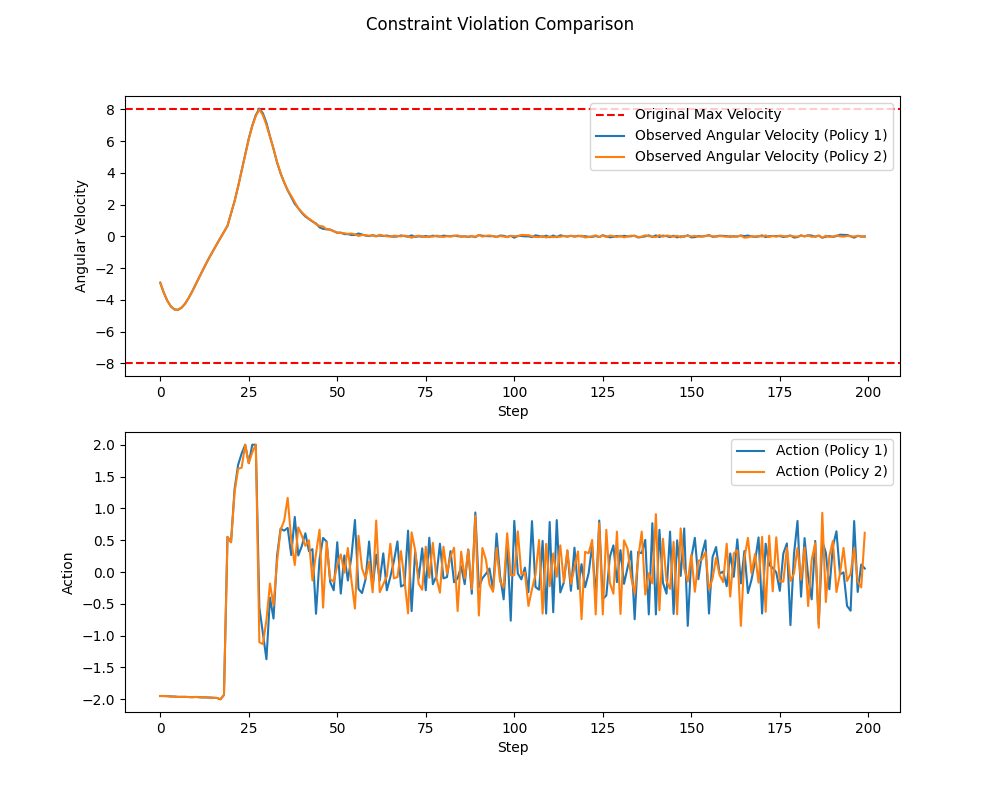 Constraint Violation Comparison
8
6
4
2
0
−2
−4
−6
−8
Angular Velocity
Original Max Velocity
Observed Angular Velocity (Policy 1)
Observed Angular Velocity (Policy 2)
0 25 50 75 100 125 150 175 200
Step
2.0
1.5
1.0
0.5
0.0
−0.5
−1.0
−1.5
−2.0
Action
Action (Policy 1)
Action (Policy 2)
0 25 50 75 100 125 150 175 200
Step